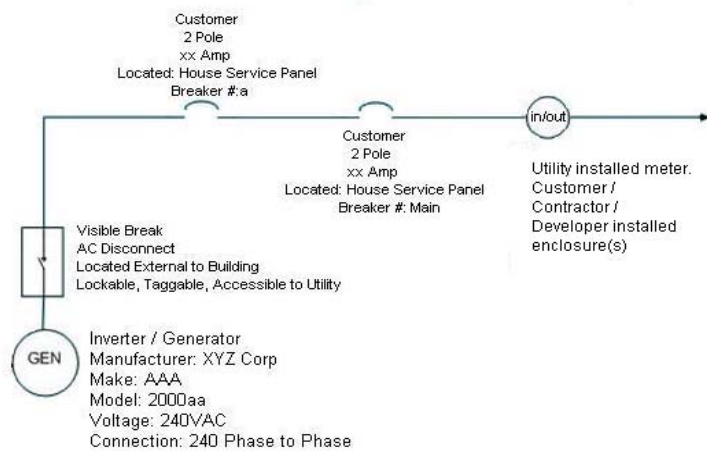 Customer
2 Pole
xx Amp
Located: House Service Panel
Breaker #:a
in/out
Customer
2 Pole
xx Amp
Located: House Service Panel
Breaker #: Main
Utility installed meter.
Customer /
Contractor /
Developer installed
enclosure(s)
Visible Break
AC Disconnect
Located External to Building
Lockable, Taggable, Accessible to Utility
GEN
Inverter / Generator
Manufacturer: XYZ Corp
Make: AAA
Model: 2000aa
Voltage: 240VAC
Connection: 240 Phase to Phase